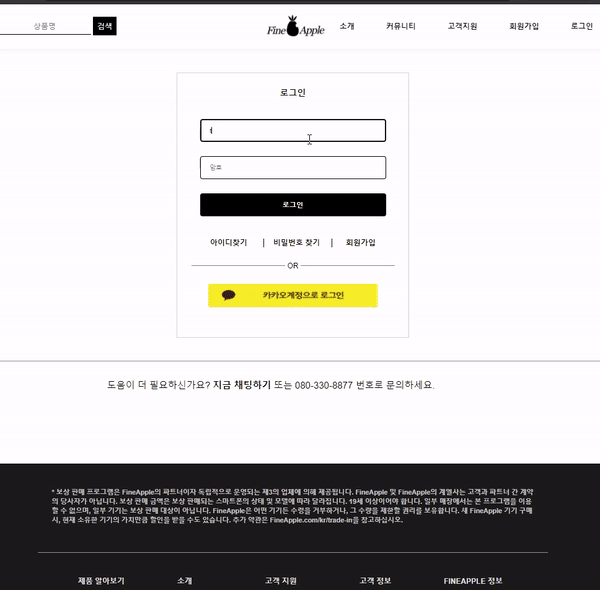 상품명
검색
Fine Apple
소개
커뮤니티
고객지원
회원가입
로그인
로그인
암호
로그인
아이디찾기 | 비밀번호 찾기 | 회원가입
OR
카카오계정으로 로그인
도움이 더 필요하신가요? 지금 채팅하기 또는 080-330-8877 번호로 문의하세요.
* 보상 판매 프로그램은 FineApple의 파트너이자 독립적으로 운영되는 제3의 업체에 의해 제공됩니다. FineApple 및 FineApple의 계열사는 고객과 파트너 간 계약
의 당사자가 아닙니다. 보상 판매 금액은 보상 판매되는 스마트폰의 상태 및 모델에 따라 달라집니다. 19세 이상이어야 합니다. 일부 매장에서는 본 프로그램을 이용
할 수 없으며, 일부 기기는 보상 판매 대상이 아닙니다. FineApple은 어떤 기기든 수령을 거부하거나, 그 수량을 제한할 권리를 보유합니다. 새 Fine Apple 기기 구매
시, 현재 소유한 기기의 가치만큼 할인을 받을 수도 있습니다. 추가 약관은 FineApple.com/kr/trade-in을 참고하십시오.
제품 알아보기
소개
고객 지원
고객 정보
FINEAPPLE 정보